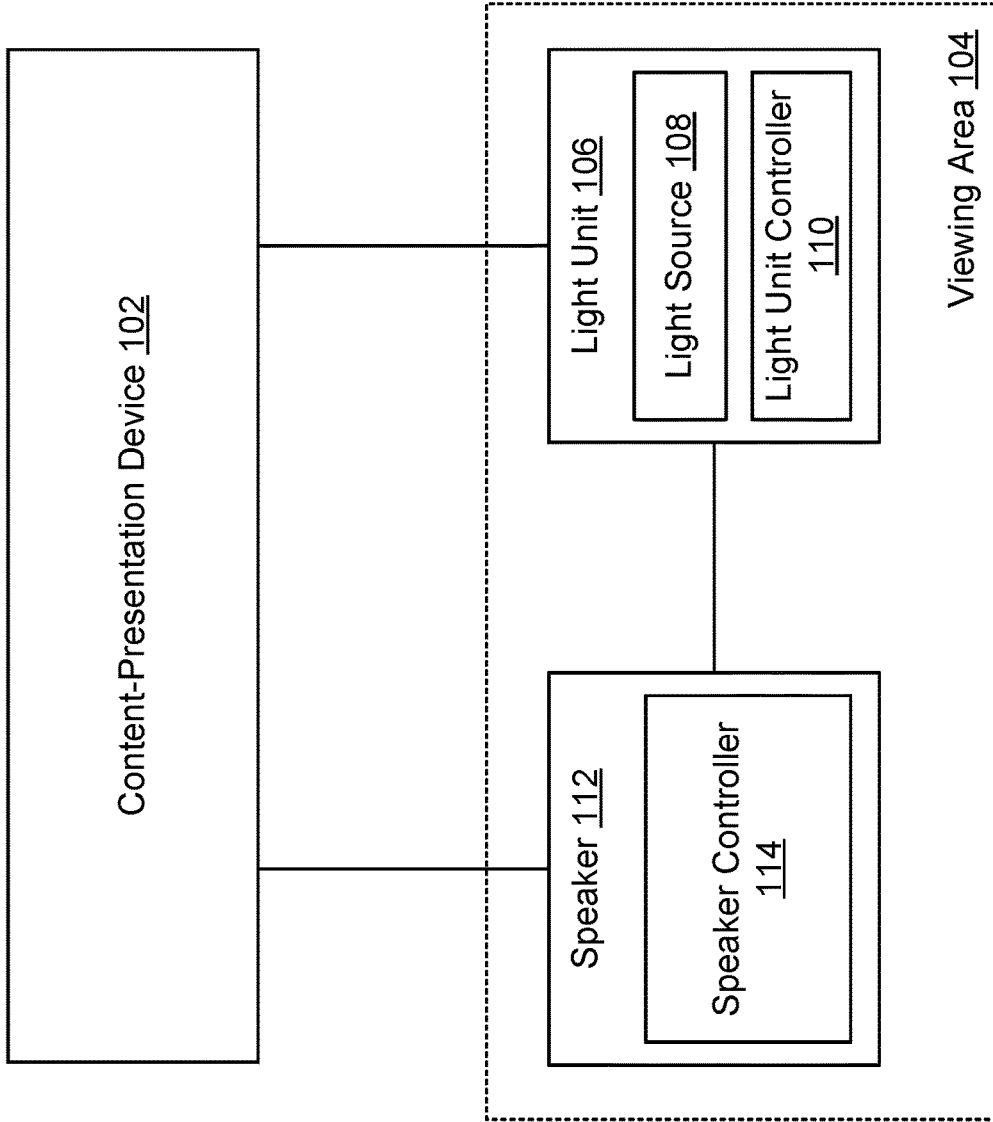 Content-Presentation Device 102
Speaker 112
Speaker Controller
114
Light Unit 106
Light Source 108
Light Unit Controller
110
Viewing Area 104